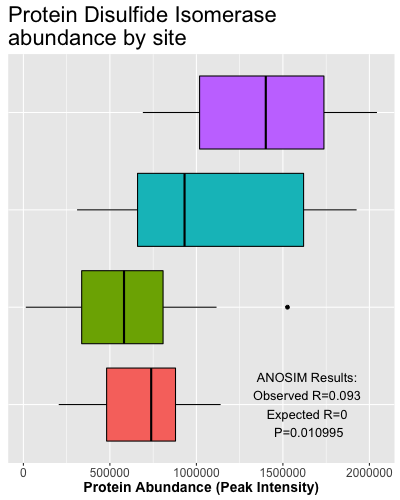 Protein Disulfide Isomerase
abundance by site
ANOSIM Results:
Observed R=0.093
Expected R=0
P=0.010995
0 500000 1000000 1500000 2000000
Protein Abundance (Peak Intensity)